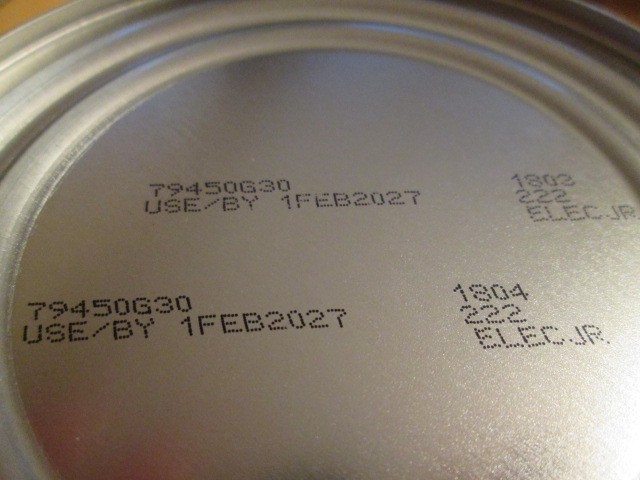 79450G30 1803
USE/BY 1FEB2027 222
ELECJR
79450G30 1804
USE/BY 1FEB2027 222
ELECJR